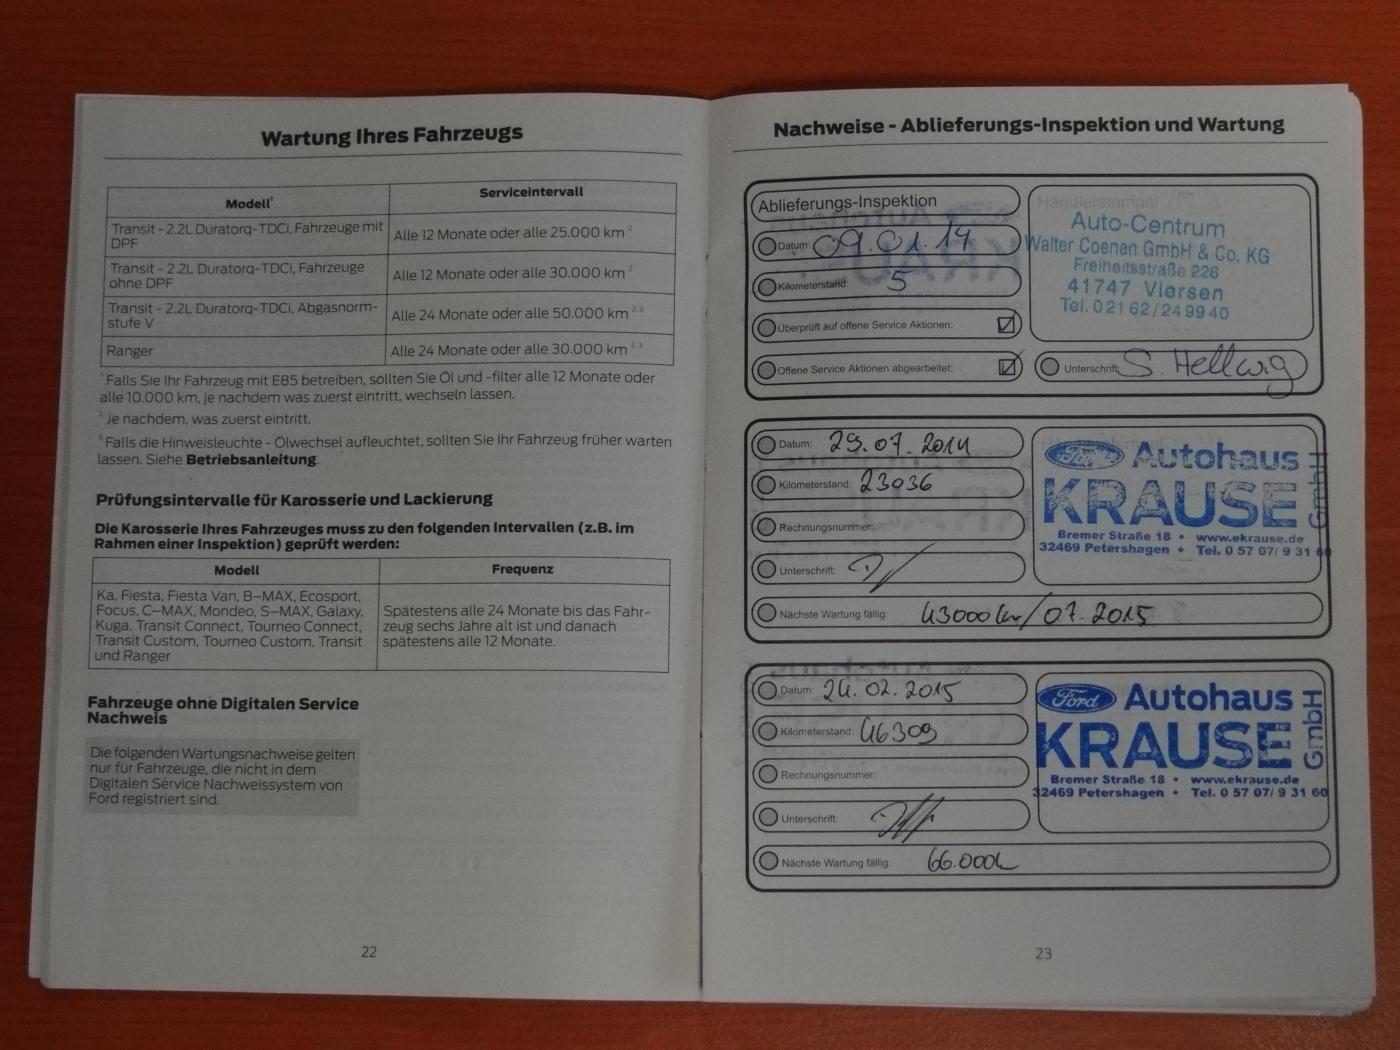 Wartung Ihres Fahrzeugs
Modell¹ Serviceintervall
Transit - 2.2L Duratorq-TDCi, Fahrzeuge mit
DPF
Alle 12 Monate oder alle 25.000 km ²
Transit - 2.2L Duratorq-TDCi, Fahrzeuge
ohne DPF
Alle 12 Monate oder alle 30.000 km ²
Transit - 2.2L Duratorq-TDCi, Abgasnorm-
stufe V
Alle 24 Monate oder alle 50.000 km ²·³
Ranger
Alle 24 Monate oder alle 30.000 km ²·³
¹ Falls Sie Ihr Fahrzeug mit E85 betreiben, sollten Sie Öl und -filter alle 12 Monate oder
alle 10.000 km, je nachdem was zuerst eintritt, wechseln lassen.
² Je nachdem, was zuerst eintritt.
³ Falls die Hinweisleuchte - Ölwechsel aufleuchtet, sollten Sie Ihr Fahrzeug früher warten
lassen. Siehe Betriebsanleitung.
Prüfungsintervalle für Karosserie und Lackierung
Die Karosserie Ihres Fahrzeuges muss zu den folgenden Intervallen (z.B. im
Rahmen einer Inspektion) geprüft werden:
Modell Frequenz
Ka, Fiesta, Fiesta Van, B-MAX, Ecosport,
Focus, C-MAX, Mondeo, S-MAX, Galaxy,
Kuga, Transit Connect, Tourneo Connect,
Transit Custom, Tourneo Custom, Transit
und Ranger
Spätestens alle 24 Monate bis das Fahr-
zeug sechs Jahre alt ist und danach
spätestens alle 12 Monate.
Fahrzeuge ohne Digitalen Service
Nachweis
Die folgenden Wartungsnachweise gelten
nur für Fahrzeuge, die nicht in dem
Digitalen Service Nachweissystem von
Ford registriert sind.
22
Nachweise - Ablieferungs-Inspektion und Wartung
Ablieferungs-Inspektion
Datum: 09.01.14
Kilometerstand: 5
Überprüft auf offene Service Aktionen:
Offene Service Aktionen abgearbeitet:
Händlerstempel
Auto-Centrum
Walter Coenen GmbH & Co. KG
Freiheitsstraße 226
41747 Viersen
Tel. 02162/249940
Unterschrift: S. Hellwig
Datum: 29.07.2014
Kilometerstand: 23036
Rechnungsnummer:
Unterschrift:
Nächste Wartung fällig: 43000 km/07.2015
Ford Autohaus
KRAUSE GmbH
Bremer Straße 18 • www.ekrause.de
32469 Petershagen • Tel. 0 57 07/ 9 31 60
Datum: 24.02.2015
Kilometerstand: 46309
Rechnungsnummer:
Unterschrift:
Nächste Wartung fällig: 66.000
Ford Autohaus
KRAUSE GmbH
Bremer Straße 18 • www.ekrause.de
32469 Petershagen • Tel. 0 57 07/ 9 31 60
23